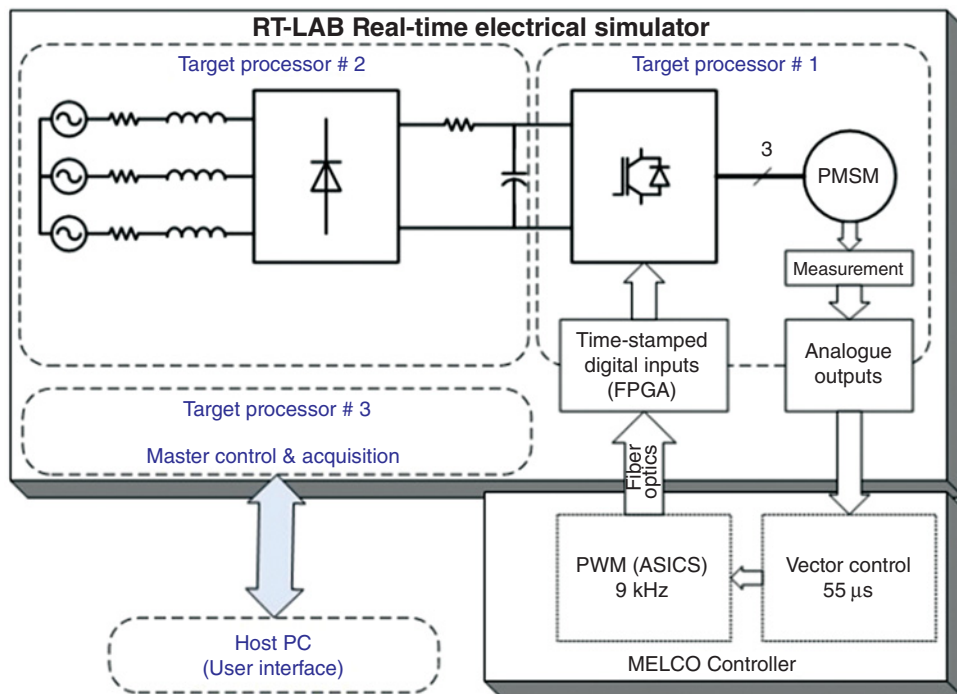 RT-LAB Real-time electrical simulator
Target processor # 2
Target processor # 1
3
PMSM
Measurement
Time-stamped
digital inputs
(FPGA)
Analogue
outputs
Target processor # 3
Master control & acquisition
Fiber
optics
PWM (ASICS)
9 kHz
Vector control
55 μs
Host PC
(User interface)
MELCO Controller